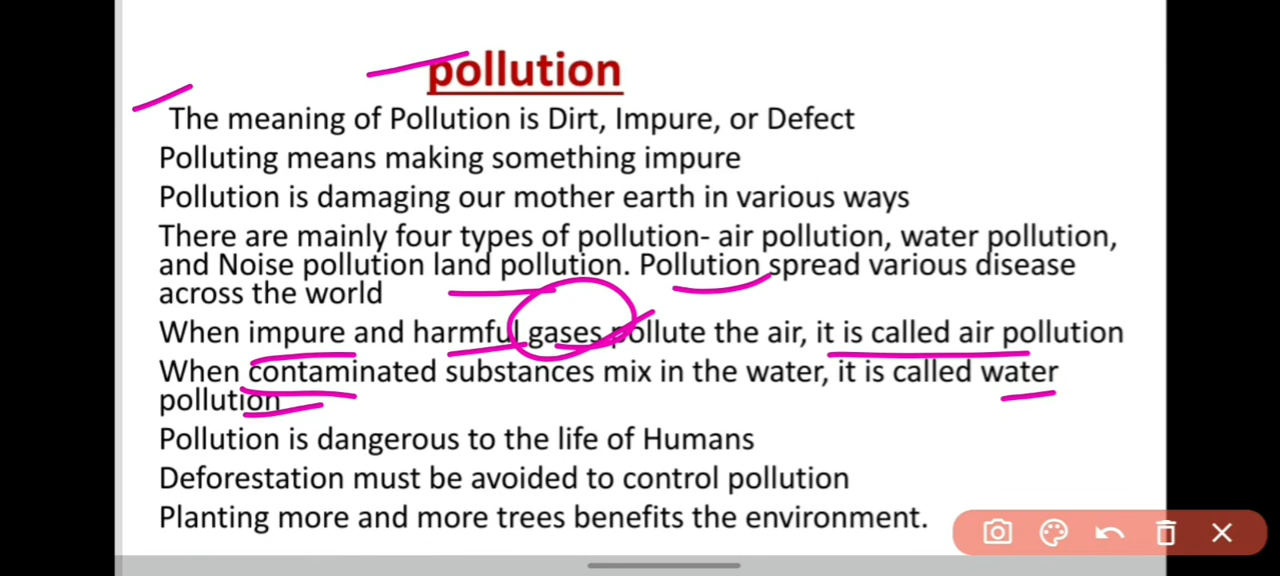 pollution
The meaning of Pollution is Dirt, Impure, or Defect
Polluting means making something impure
Pollution is damaging our mother earth in various ways
There are mainly four types of pollution- air pollution, water pollution,
and Noise pollution land pollution. Pollution spread various disease
across the world
When impure and harmful gases pollute the air, it is called air pollution
When contaminated substances mix in the water, it is called water
pollution
Pollution is dangerous to the life of Humans
Deforestation must be avoided to control pollution
Planting more and more trees benefits the environment.